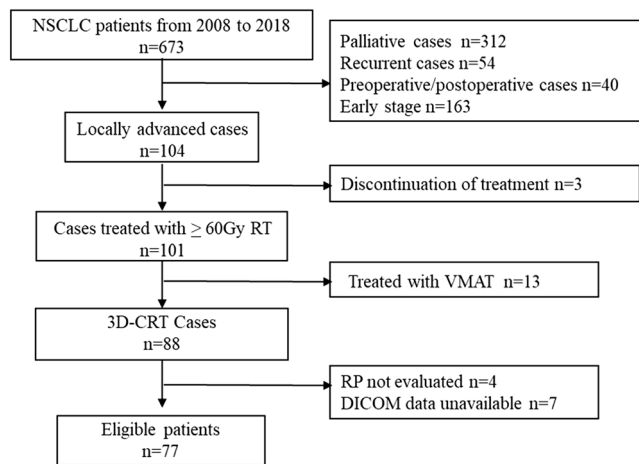 NSCLC patients from 2008 to 2018
n=673
Palliative cases n=312
Recurrent cases n=54
Preoperative/postoperative cases n=40
Early stage n=163
Locally advanced cases
n=104
Discontinuation of treatment n=3
Cases treated with ≥ 60Gy RT
n=101
Treated with VMAT n=13
3D-CRT Cases
n=88
RP not evaluated n=4
DICOM data unavailable n=7
Eligible patients
n=77